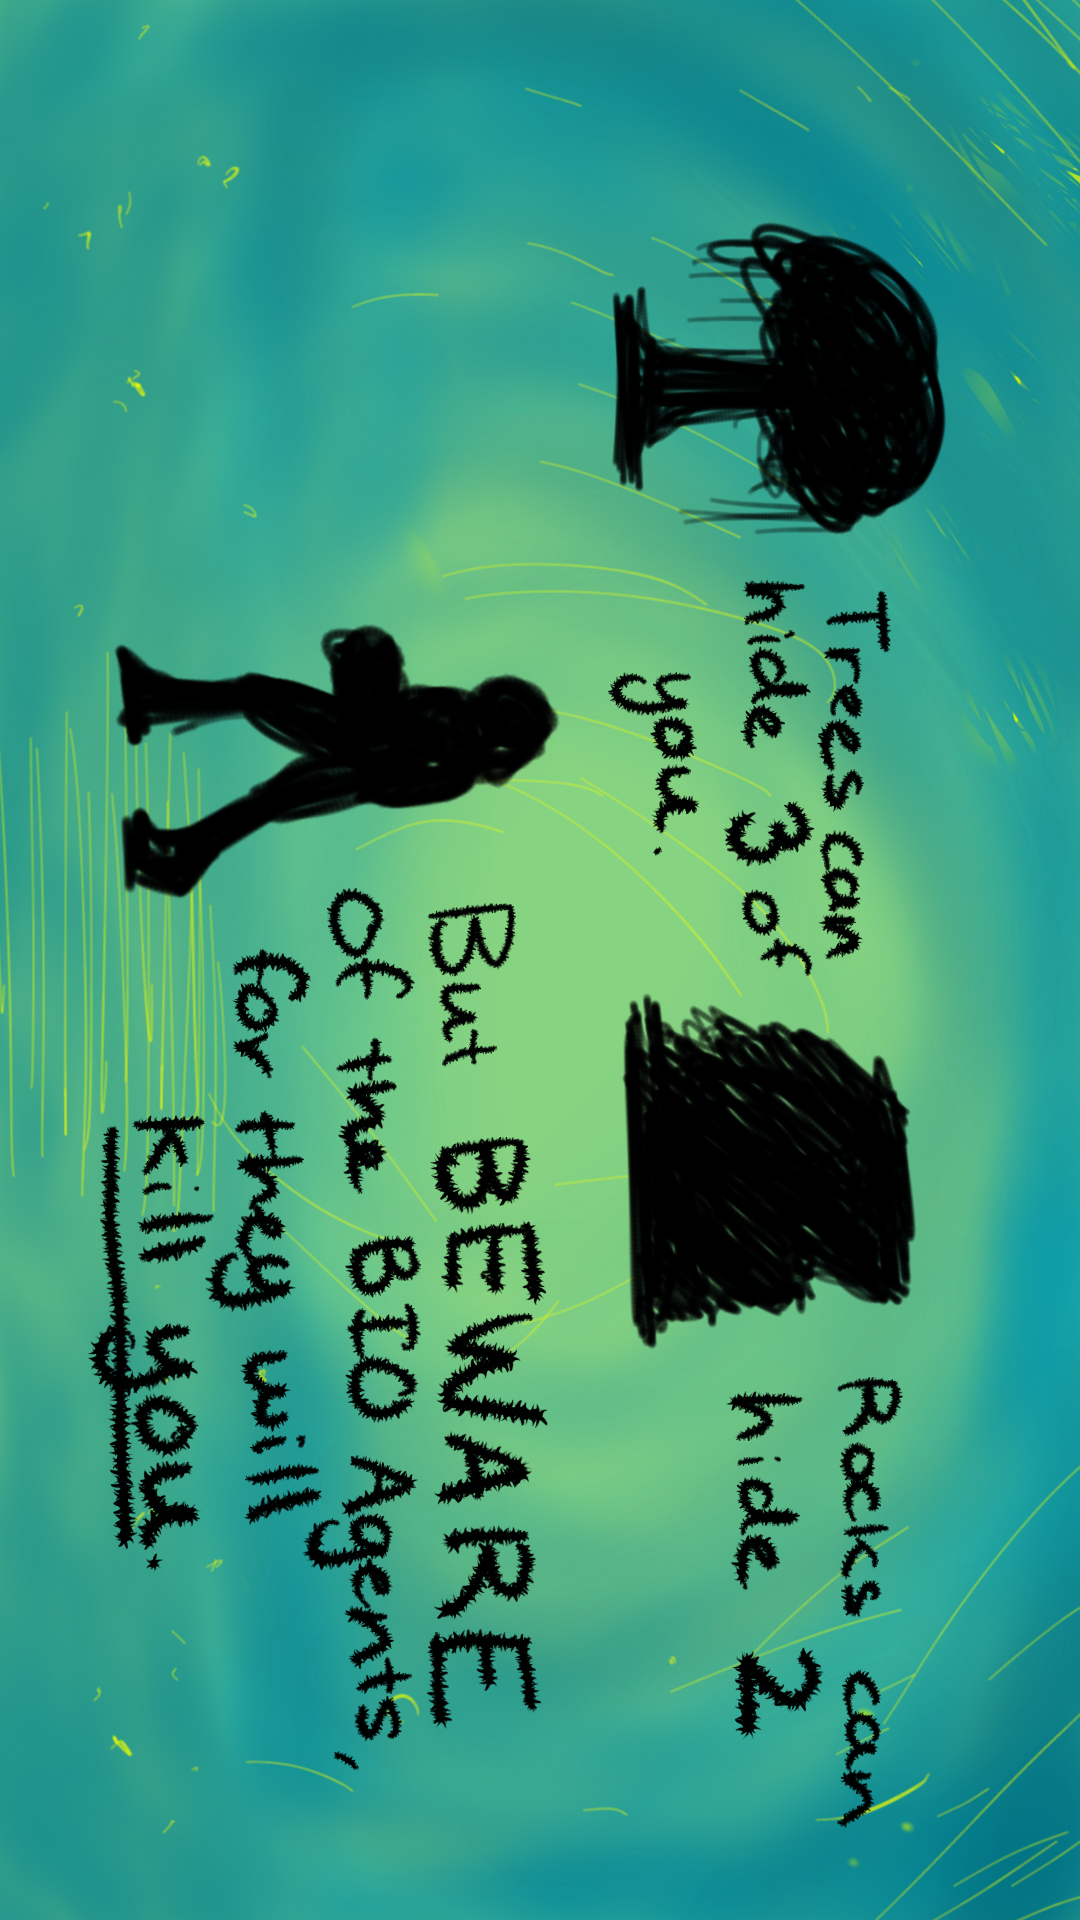 Trees can
hide 3 of
you.
Rocks can
hide 2
But BEWARE
Of the BIO Agents,
for they will
kill you.